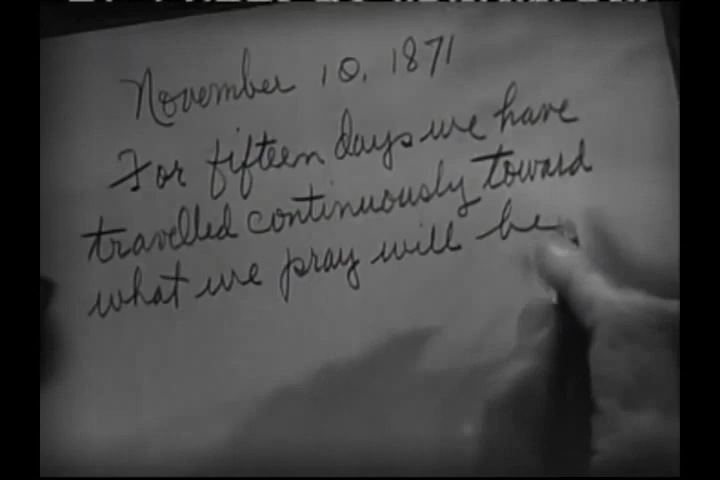 November 10, 1871
For fifteen days we have
travelled continuously toward
what we pray will be